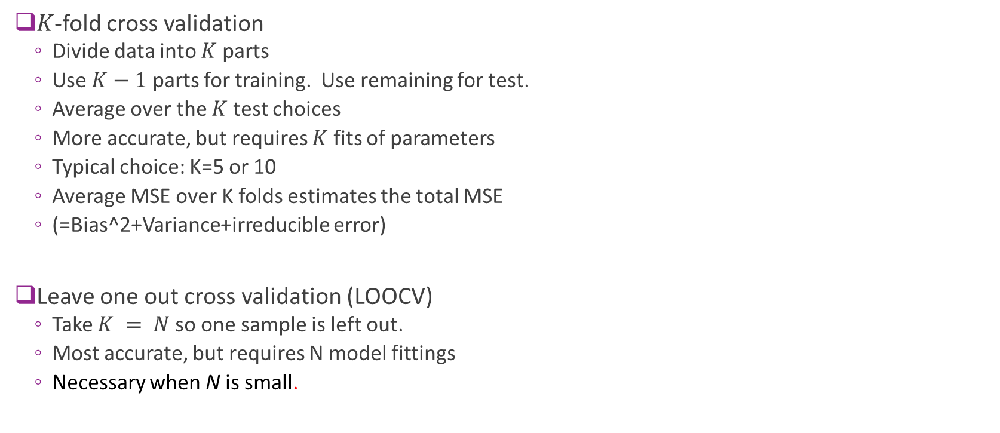 K-fold cross validation
Divide data into K parts
Use K − 1 parts for training. Use remaining for test.
Average over the K test choices
More accurate, but requires K fits of parameters
Typical choice: K=5 or 10
Average MSE over K folds estimates the total MSE
(=Bias^2+Variance+irreducible error)
Leave one out cross validation (LOOCV)
Take K = N so one sample is left out.
Most accurate, but requires N model fittings
Necessary when N is small.